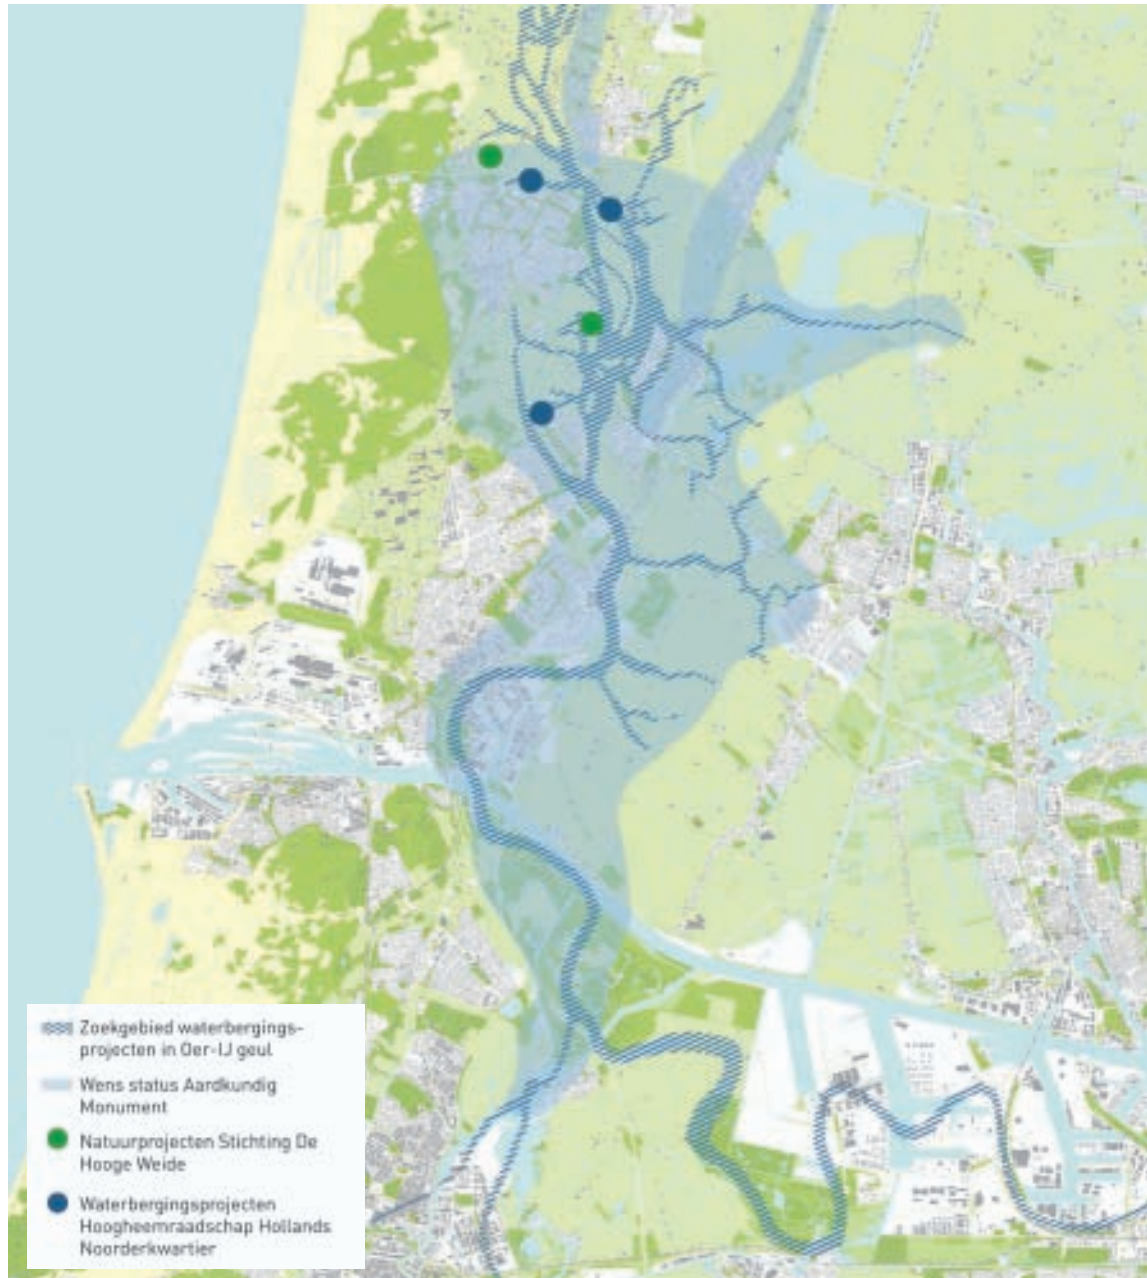 Zoekgebied waterbergings-
projecten in Oer-IJ geul
Wens status Aardkundig
Monument
Natuurprojecten Stichting De
Hooge Weide
Waterbergingsprojecten
Hoogheemraadschap Hollands
Noorderkwartier